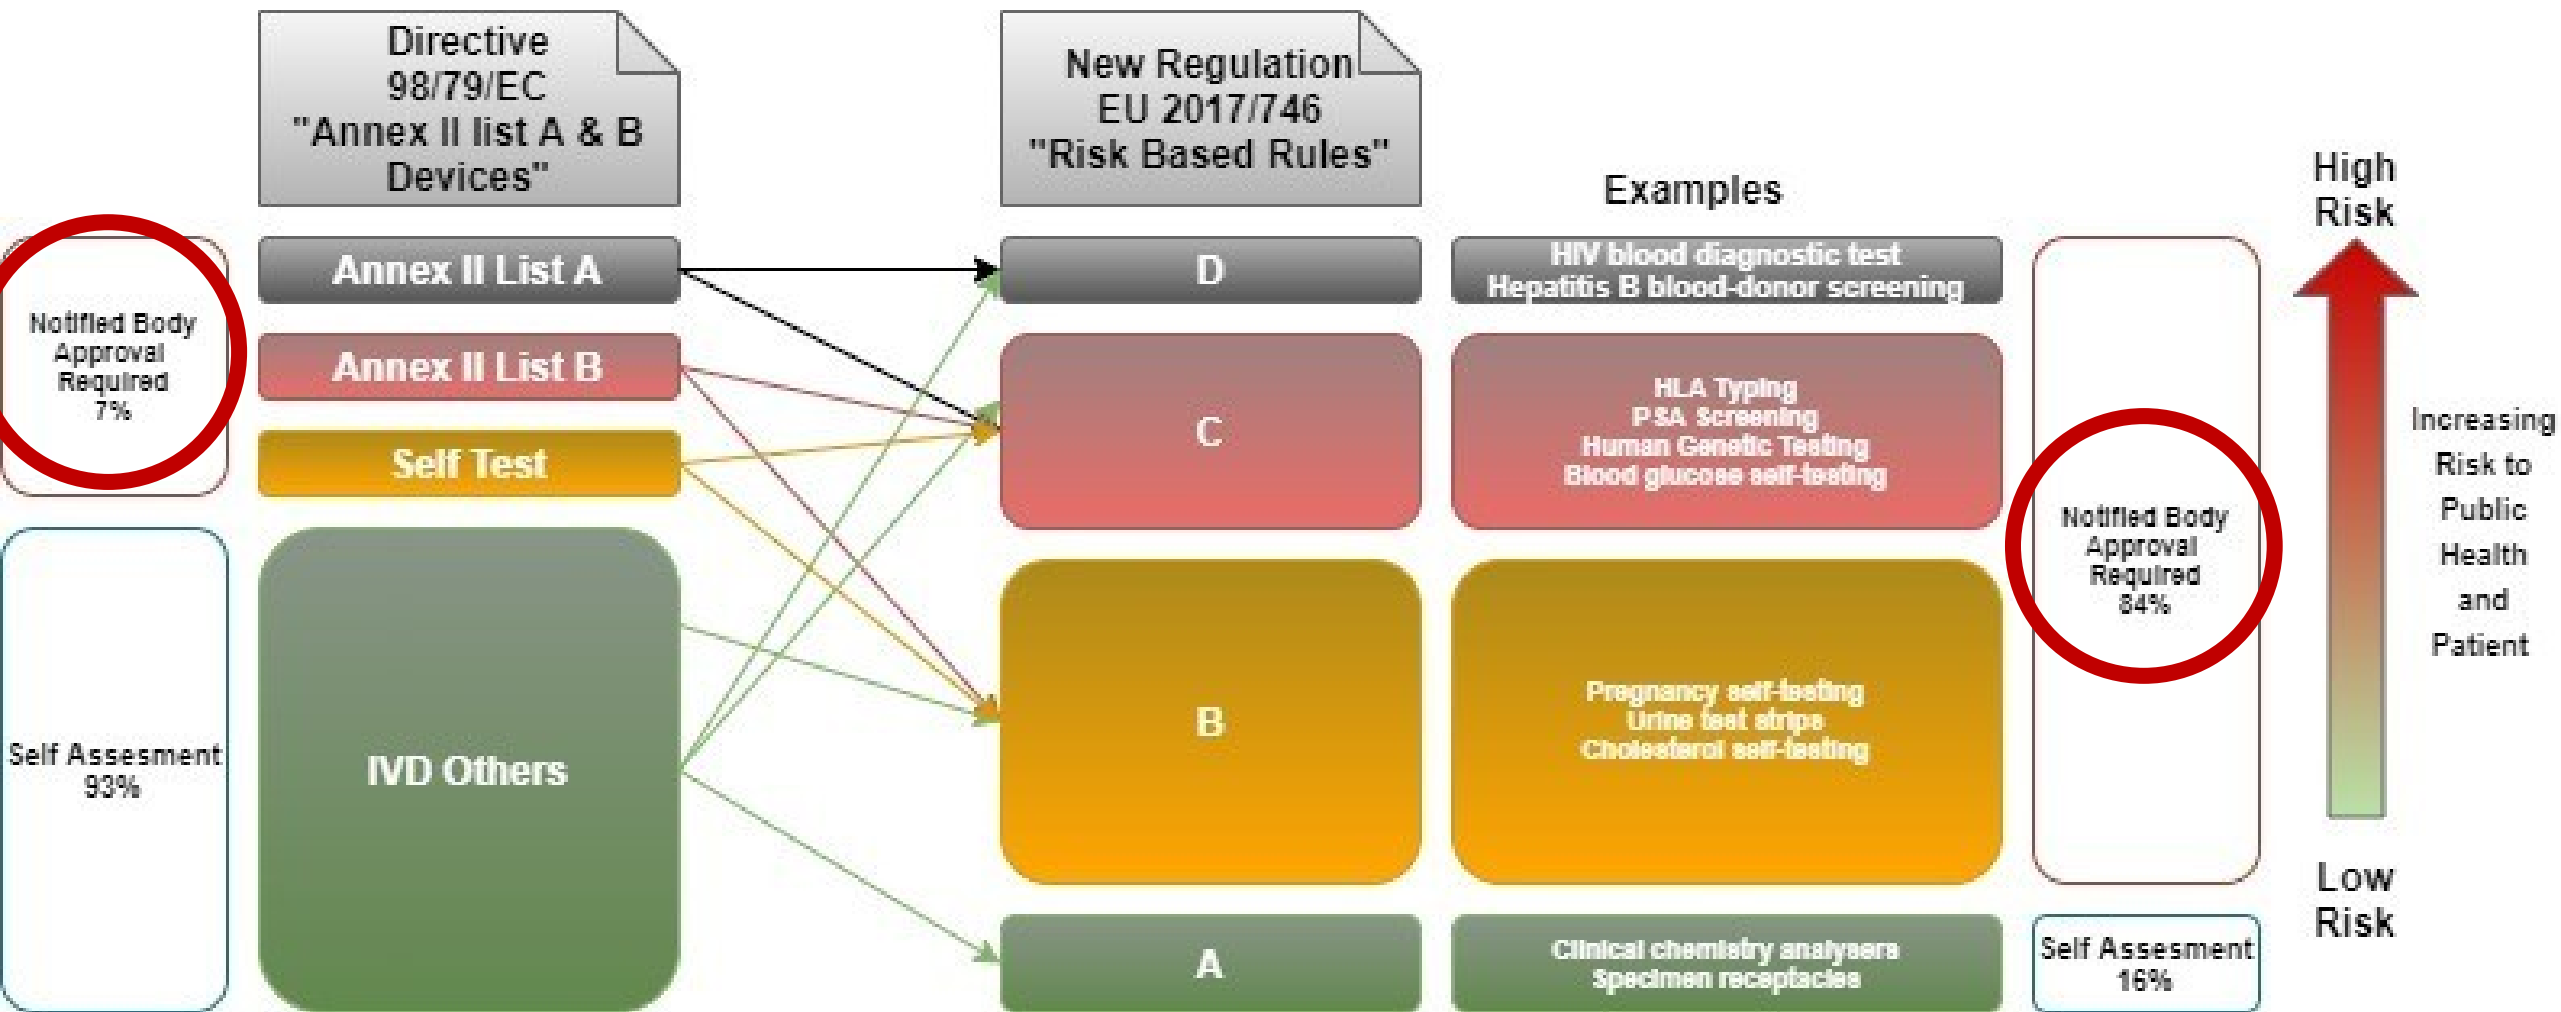 Directive
98/79/EC
"Annex II list A & B
Devices"
New Regulation
EU 2017/746
"Risk Based Rules"
Examples
High
Risk
Notified Body
Approval
Required
7%
Annex II List A
Annex II List B
Self Test
Self Assesment
93%
IVD Others
D
C
B
A
HIV blood diagnostic test
Hepatitis B blood-donor screening
HLA Typing
PSA Screening
Human Genetic Testing
Blood glucose self-testing
Pregnancy self-testing
Urine test strips
Cholesterol self-testing
Clinical chemistry analysers
Specimen receptacles
Notified Body
Approval
Required
84%
Self Assesment
16%
Increasing
Risk to
Public
Health
and
Patient
Low
Risk